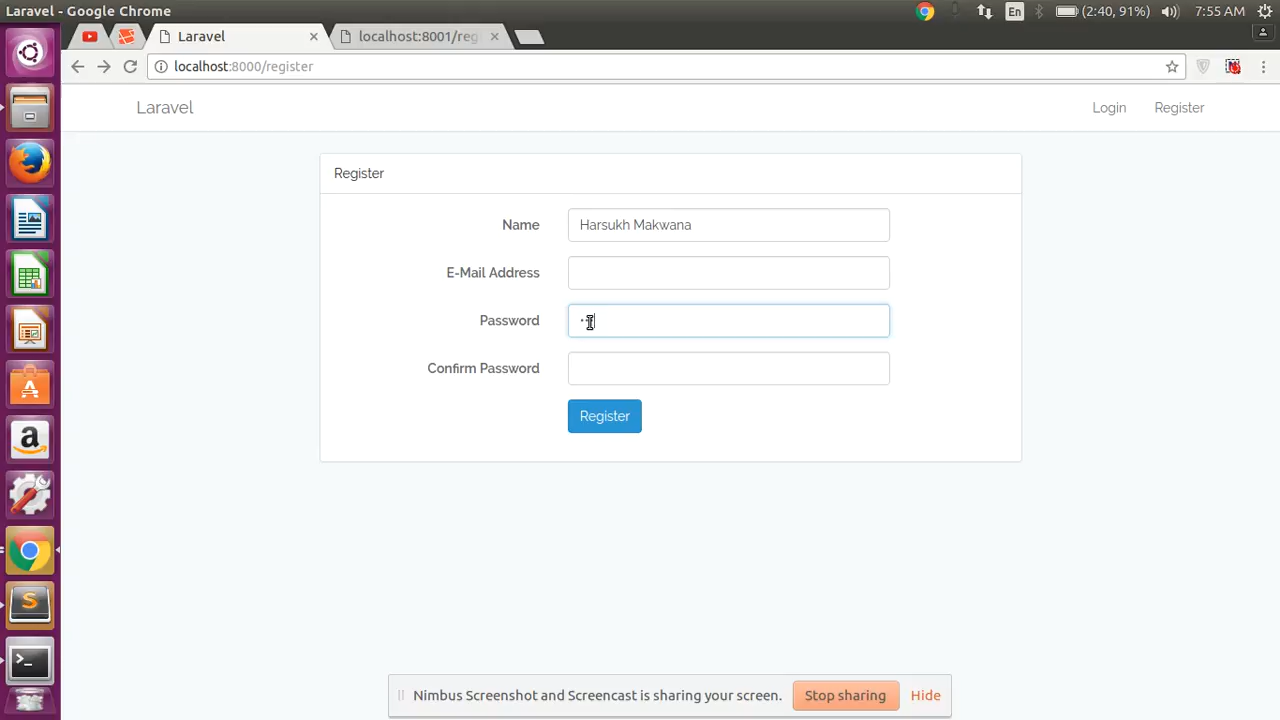 Laravel - Google Chrome
En
(2:40, 91%)
7:55 AM
Laravel
localhost:8001/reg
localhost:8000/register
Laravel
Login
Register
Register
Name
Harsukh Makwana
E-Mail Address
Password
Confirm Password
Register
Nimbus Screenshot and Screencast is sharing your screen.
Stop sharing
Hide